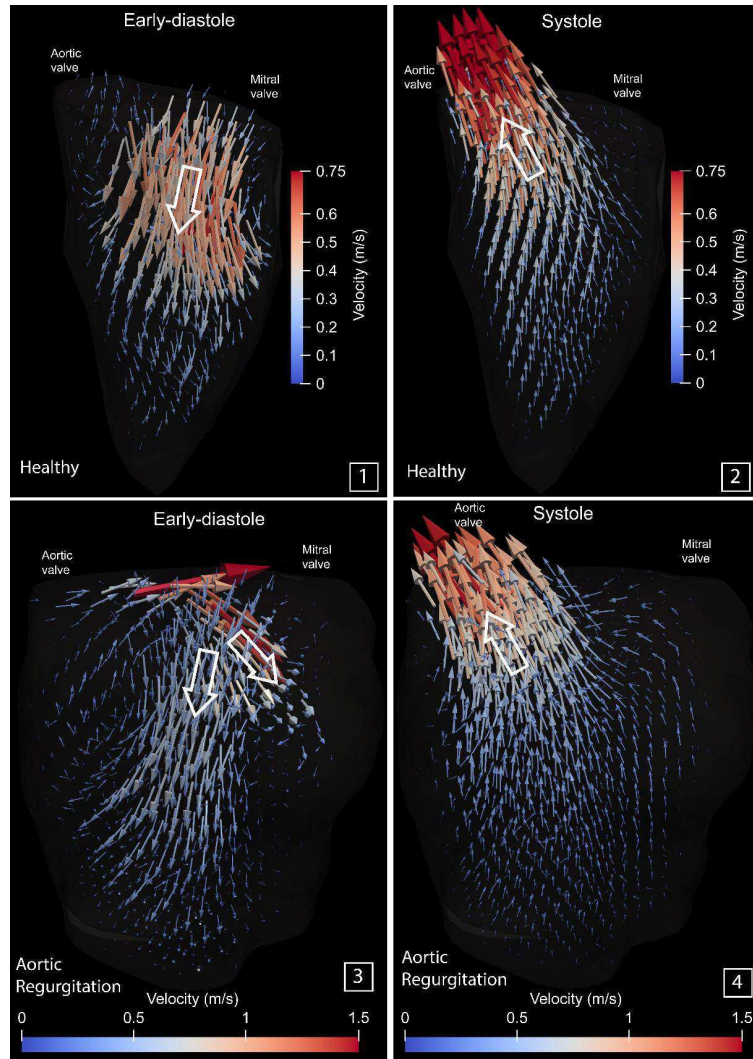 Early-diastole
Aortic
valve
Mitral
valve
0.75
0.6
0.5
0.4
0.3
0.2
0.1
0
Velocity (m/s)
Healthy
1
Systole
Aortic
valve
Mitral
valve
0.75
0.6
0.5
0.4
0.3
0.2
0.1
0
Velocity (m/s)
Healthy
2
Early-diastole
Aortic
valve
Mitral
valve
Aortic
Regurgitation
3
Velocity (m/s)
0
0.5
1
1.5
Aortic
valve
Systole
Mitral
valve
Aortic
Regurgitation
4
Velocity (m/s)
0
0.5
1
1.5